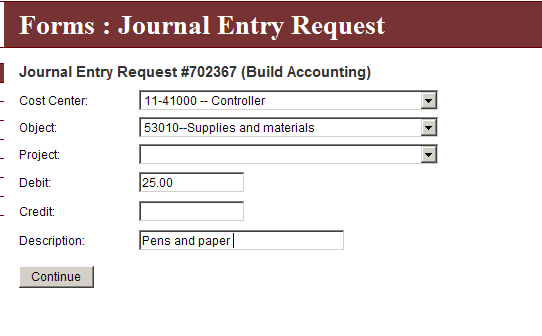 Forms : Journal Entry Request
Journal Entry Request #702367 (Build Accounting)
Cost Center: 11-41000 -- Controller
Object: 53010--Supplies and materials
Project:
Debit: 25.00
Credit:
Description: Pens and paper
Continue